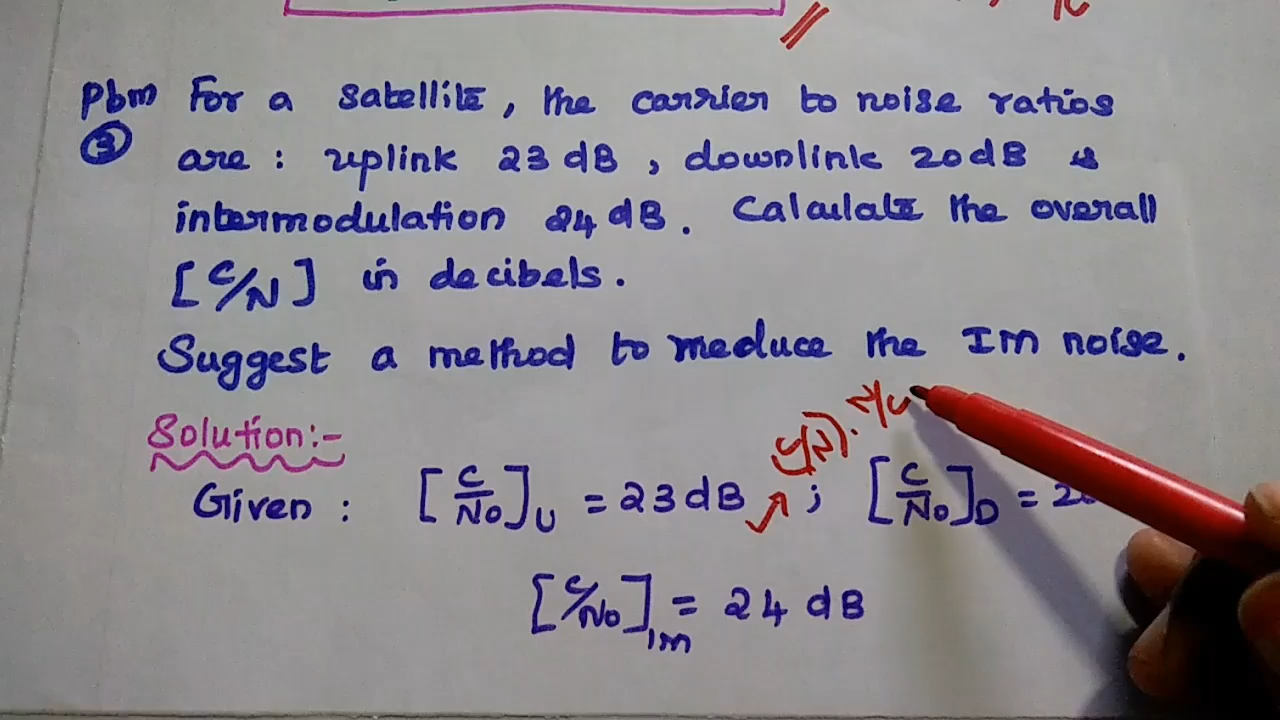 Pbm For a satellite, the carrier to noise ratios
③ are : uplink 23 dB, downlink 20 dB &
intermodulation 24 dB. Calculate the overall
[C/N] in decibels.
Suggest a method to meduce the Im noise.
Solution:-
Given : [C/No]U = 23 dB ; [C/No]D = 20
[C/No]Im = 24 dB